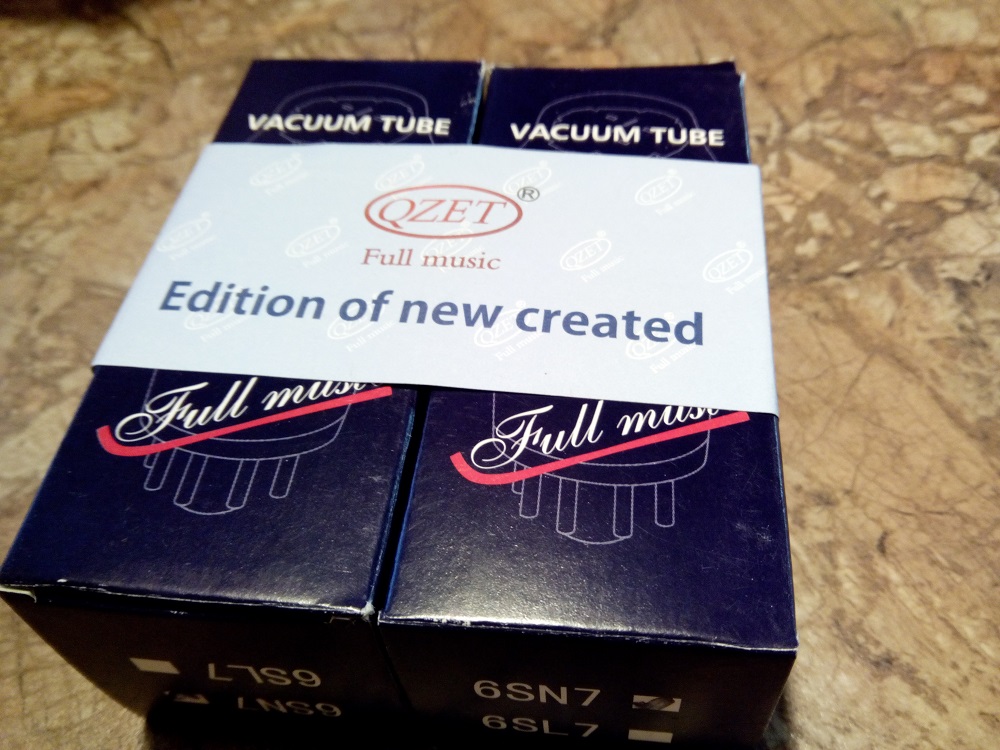 VACUUM TUBE
VACUUM TUBE
QZET®
Full music
Edition of new created
Full music
Full music
6SL7
6SN7
6SN7
6SL7